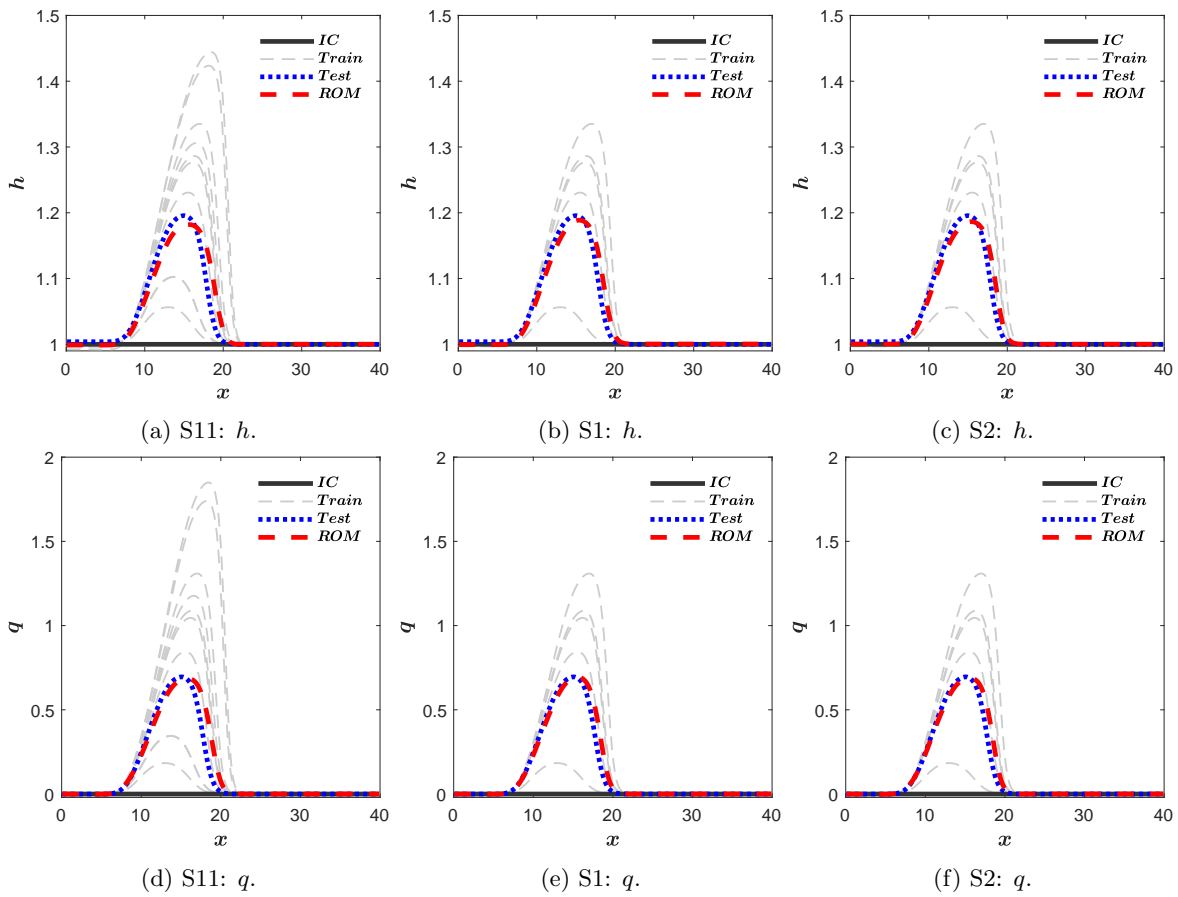 1.5
1.4
1.3
1.2
1.1
1
h
0 10 20 30 40
x
IC
Train
Test
ROM
(a) S11: h.
1.5
1.4
1.3
1.2
1.1
1
h
0 10 20 30 40
x
IC
Train
Test
ROM
(b) S1: h.
1.5
1.4
1.3
1.2
1.1
1
h
0 10 20 30 40
x
IC
Train
Test
ROM
(c) S2: h.
2
1.5
1
0.5
0
q
0 10 20 30 40
x
IC
Train
Test
ROM
(d) S11: q.
2
1.5
1
0.5
0
q
0 10 20 30 40
x
IC
Train
Test
ROM
(e) S1: q.
2
1.5
1
0.5
0
q
0 10 20 30 40
x
IC
Train
Test
ROM
(f) S2: q.